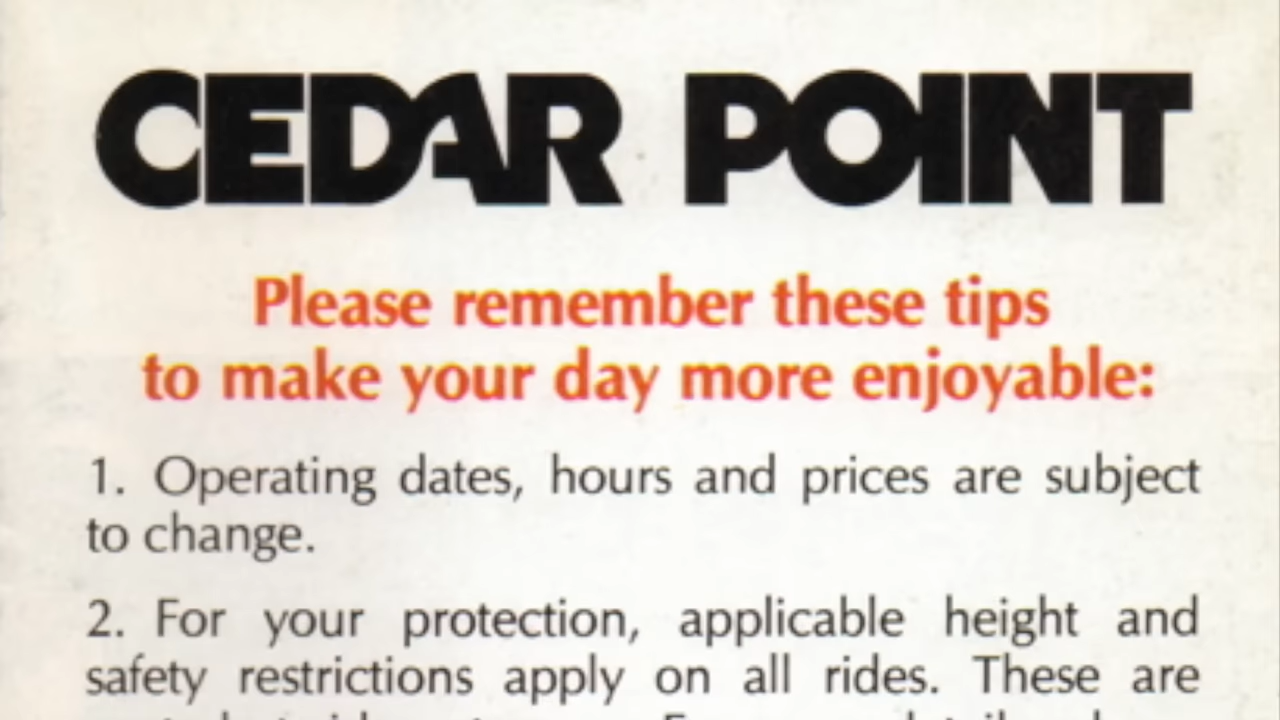 CEDAR POINT
Please remember these tips
to make your day more enjoyable:
1. Operating dates, hours and prices are subject
to change.
2. For your protection, applicable height and
safety restrictions apply on all rides. These are